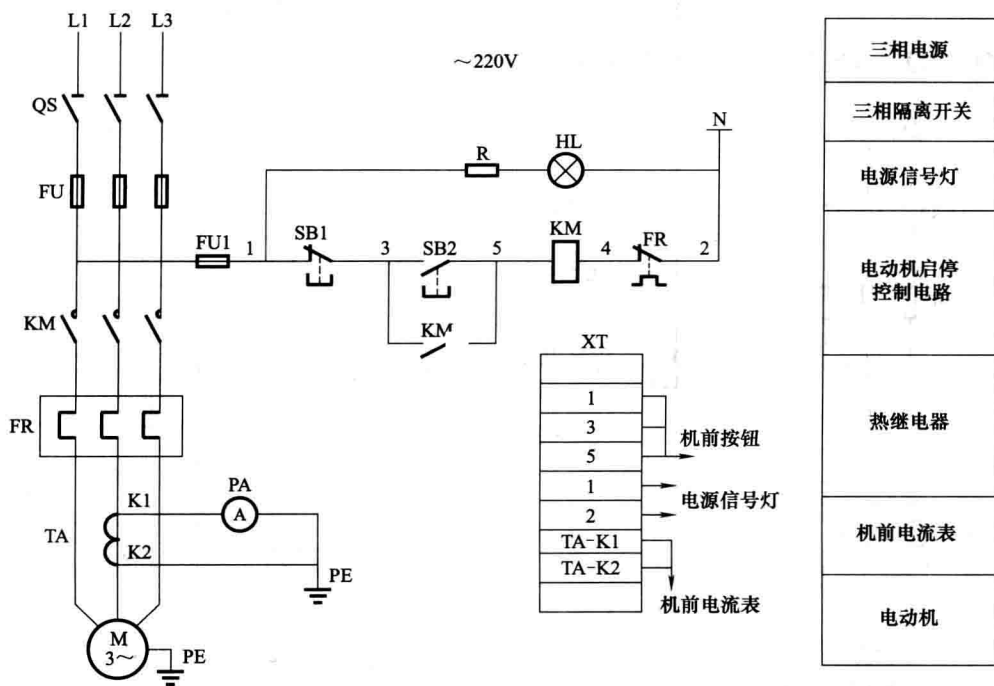 L1 L2 L3
～220V
QS
N
R
HL
FU
FU1
1
SB1
3
SB2
5
KM
4
FR
2
KM
KM
XT
1
3
5
机前按钮
1
电源信号灯
2
TA-K1
TA-K2
机前电流表
FR
K1
PA
A
TA
K2
PE
M
3～
PE
三相电源
三相隔离开关
电源信号灯
电动机启停
控制电路
热继电器
机前电流表
电动机